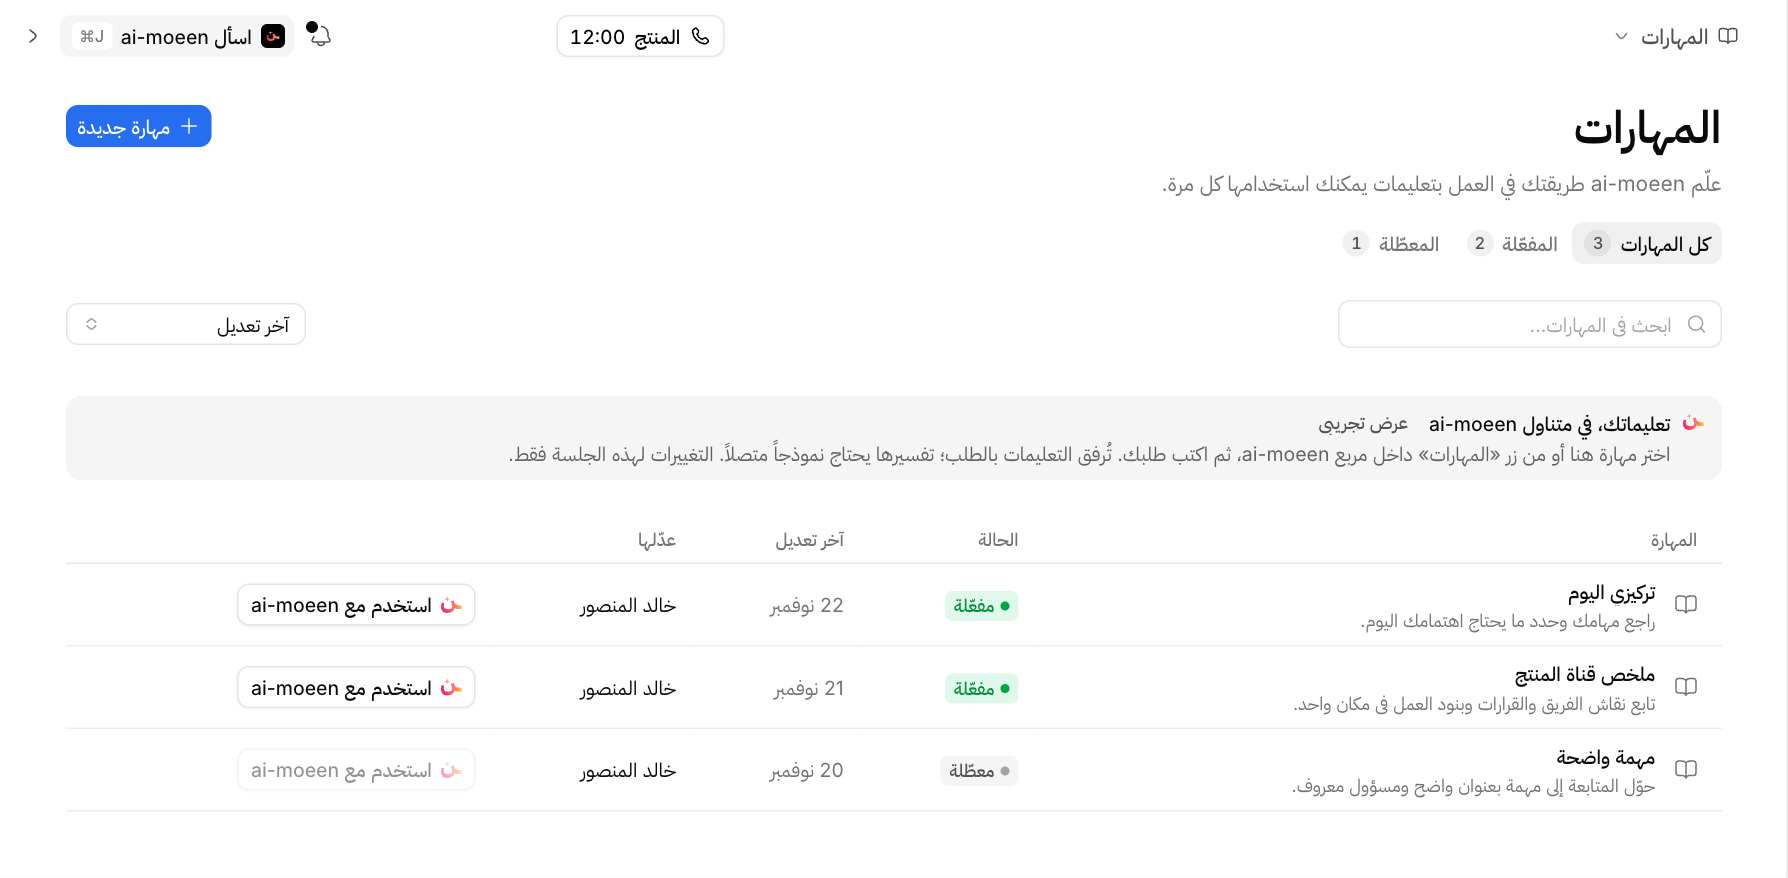 المهارات
المنتج 12:00
اسأل ai-moeen ⌘J
المهارات
مهارة جديدة
علّم ai-moeen طريقتك في العمل بتعليمات يمكنك استخدامها كل مرة.
كل المهارات 3 المفعّلة 2 المعطّلة 1
ابحث في المهارات...
آخر تعديل
تعليماتك، في متناول ai-moeen عرض تجريبي
اختر مهارة هنا أو من زر «المهارات» داخل مربع ai-moeen، ثم اكتب طلبك. تُرفق التعليمات بالطلب؛ تفسيرها يحتاج نموذجاً متصلاً. التغييرات لهذه الجلسة فقط.
المهارة الحالة آخر تعديل عدّلها
تركيزي اليوم
راجع مهامك وحدد ما يحتاج اهتمامك اليوم.
مفعّلة 22 نوفمبر خالد المنصور استخدم مع ai-moeen
ملخص قناة المنتج
تابع نقاش الفريق والقرارات وبنود العمل في مكان واحد.
مفعّلة 21 نوفمبر خالد المنصور استخدم مع ai-moeen
مهمة واضحة
حوّل المتابعة إلى مهمة بعنوان واضح ومسؤول معروف.
معطّلة 20 نوفمبر خالد المنصور استخدم مع ai-moeen